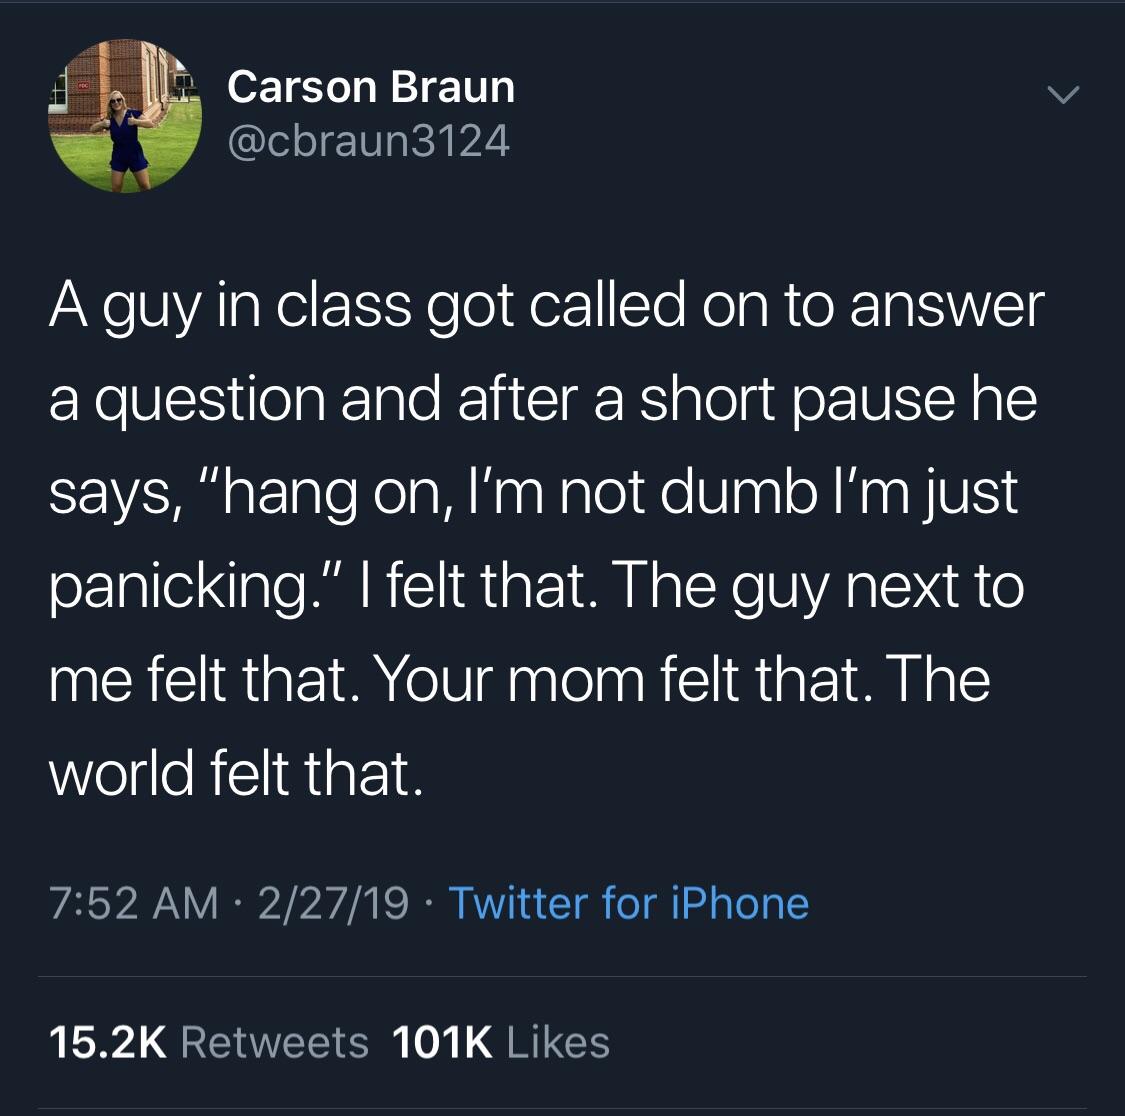 Carson Braun
@cbraun3124
A guy in class got called on to answer
a question and after a short pause he
says, “hang on, I’m not dumb I’m just
panicking.” I felt that. The guy next to
me felt that. Your mom felt that. The
world felt that.
7:52 AM · 2/27/19 · Twitter for iPhone
15.2K Retweets 101K Likes